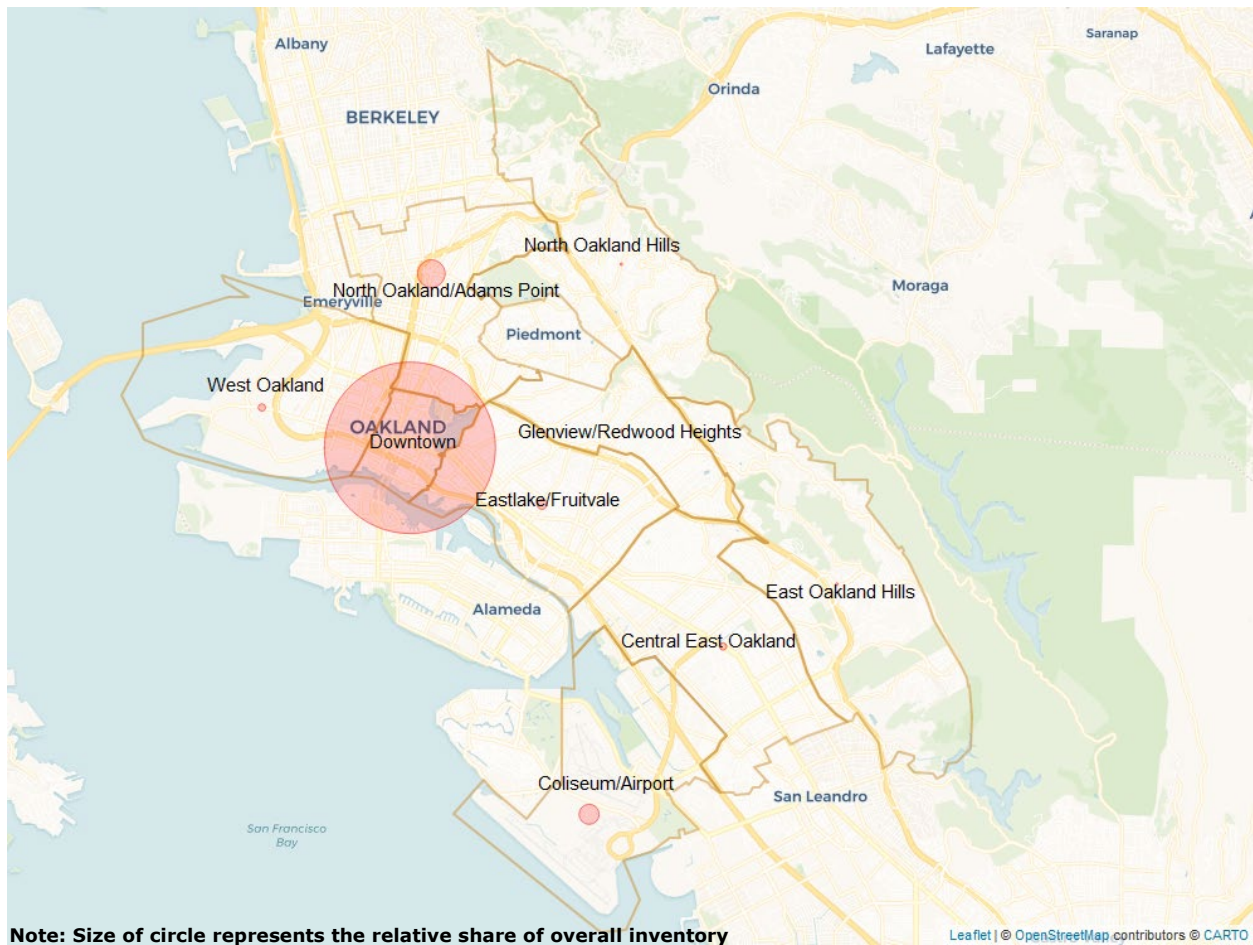 Saranap
Albany
Lafayette
Orinda
BERKELEY
North Oakland Hills
Moraga
North Oakland/Adams Point
Emeryville
Piedmont
West Oakland
OAKLAND
Downtown
Glenview/Redwood Heights
Eastlake/Fruitvale
East Oakland Hills
Alameda
Central East Oakland
Coliseum/Airport
San Leandro
San Francisco
Bay
Note: Size of circle represents the relative share of overall inventory
Leaflet | © OpenStreetMap contributors © CARTO